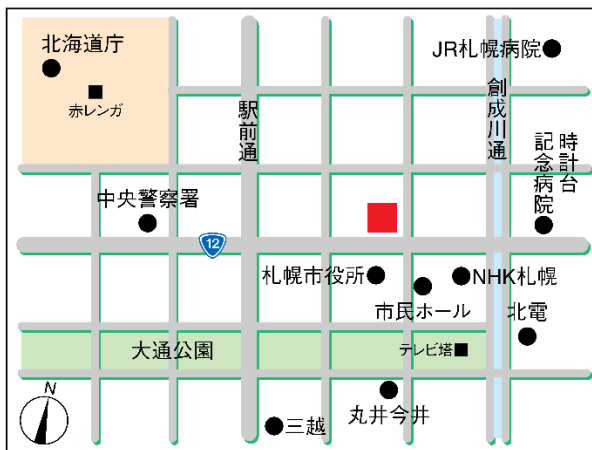 北海道庁
JR札幌病院
赤レンガ
駅前通
創成川通
時計台
記念病院
中央警察署
12
札幌市役所
NHK札幌
市民ホール
北電
大通公園
テレビ塔
丸井今井
三越
N